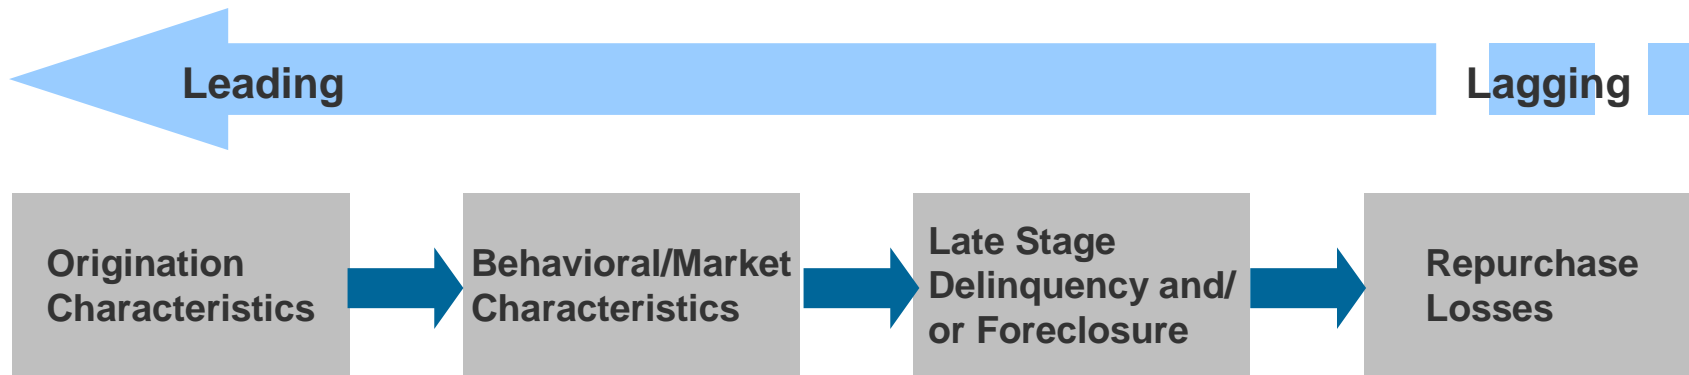 Leading
Lagging
Origination
Characteristics
Behavioral/Market
Characteristics
Late Stage
Delinquency and/
or Foreclosure
Repurchase
Losses